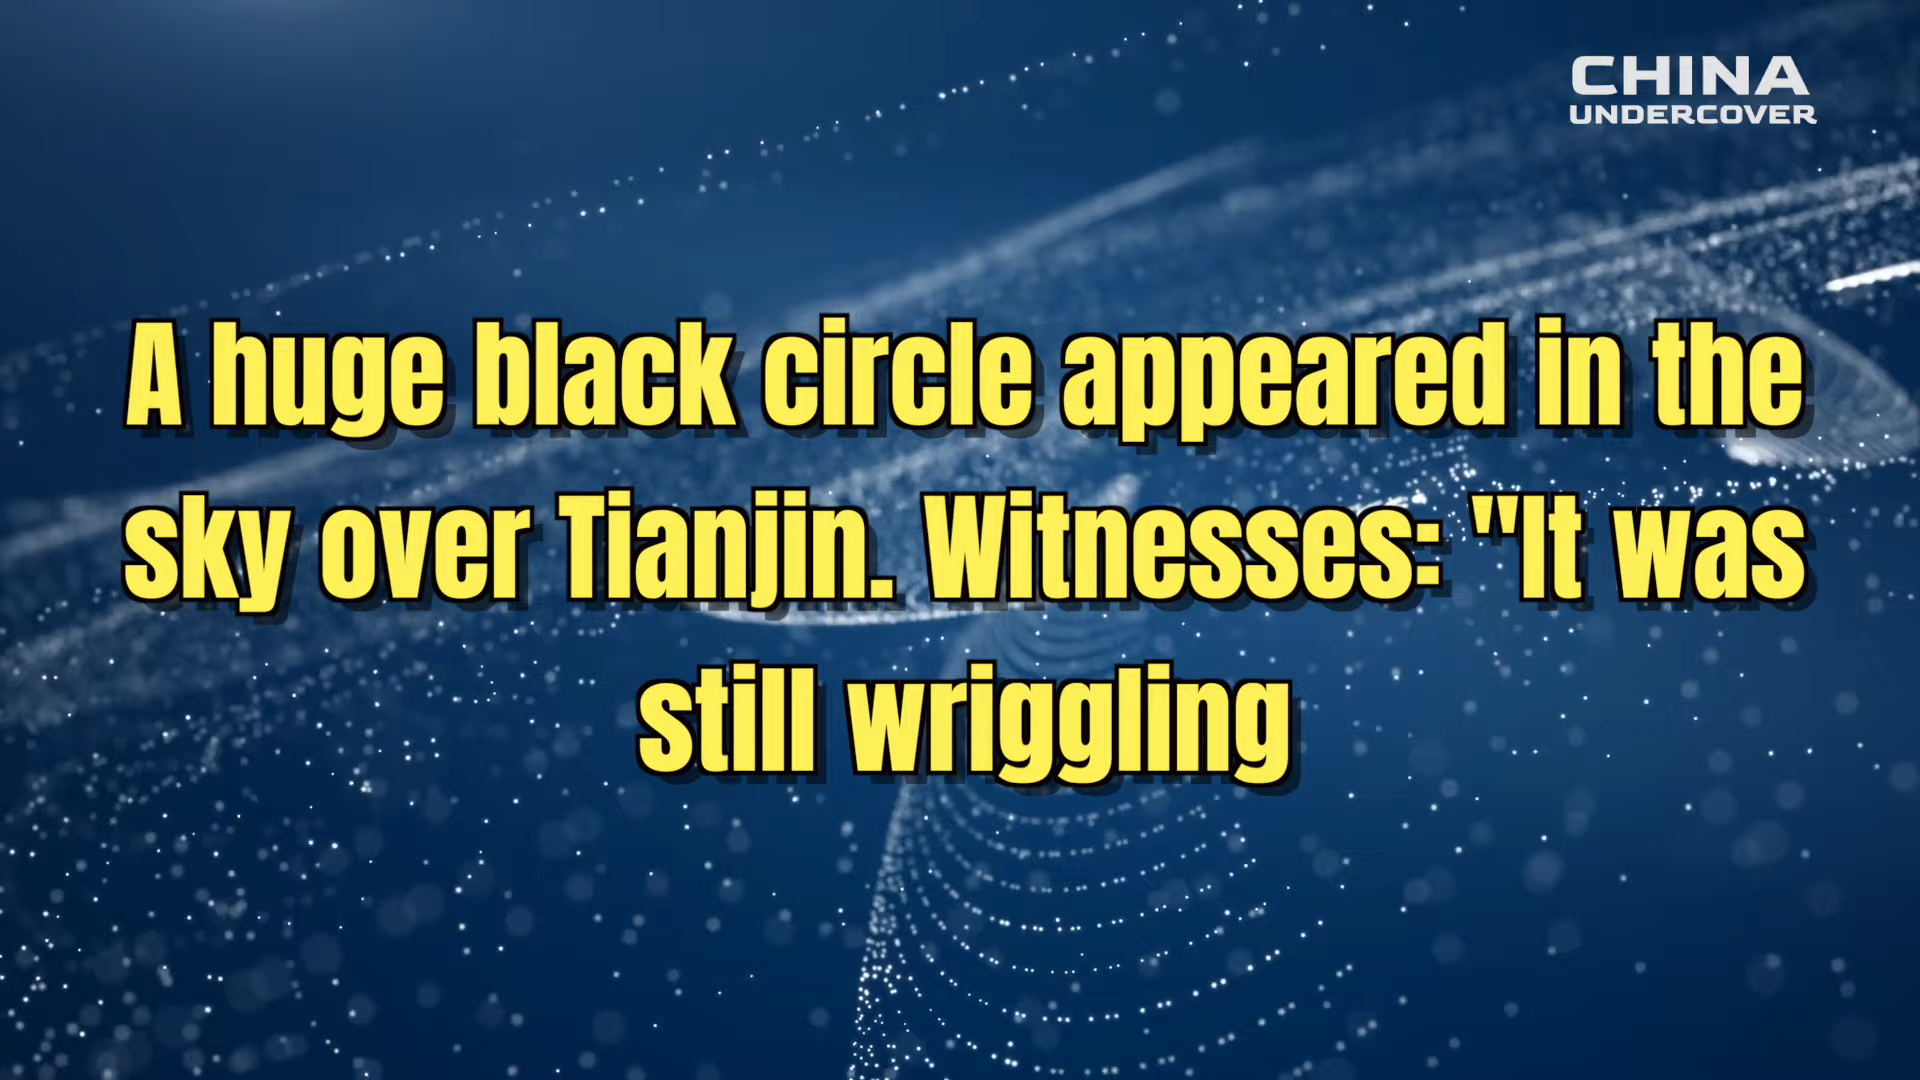 CHINA
UNDERCOVER
A huge black circle appeared in the
sky over Tianjin. Witnesses: "It was
still wriggling